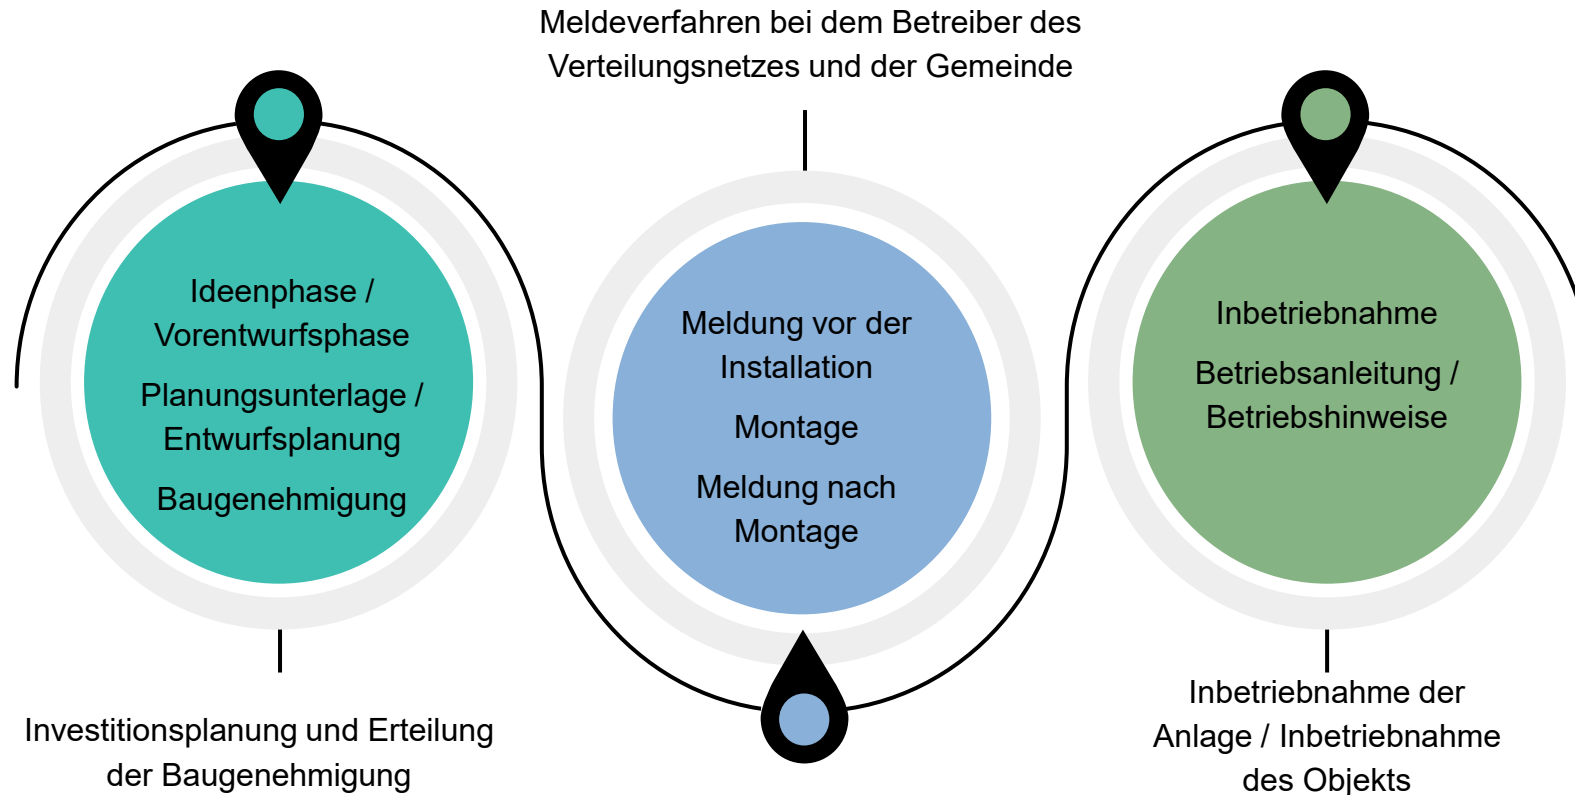 Meldeverfahren bei dem Betreiber des
Verteilungsnetzes und der Gemeinde
Ideenphase /
Vorentwurfsphase
Planungsunterlage /
Entwurfsplanung
Baugenehmigung
Investitionsplanung und Erteilung
der Baugenehmigung
Meldung vor der
Installation
Montage
Meldung nach
Montage
Inbetriebnahme
Betriebsanleitung /
Betriebshinweise
Inbetriebnahme der
Anlage / Inbetriebnahme
des Objekts